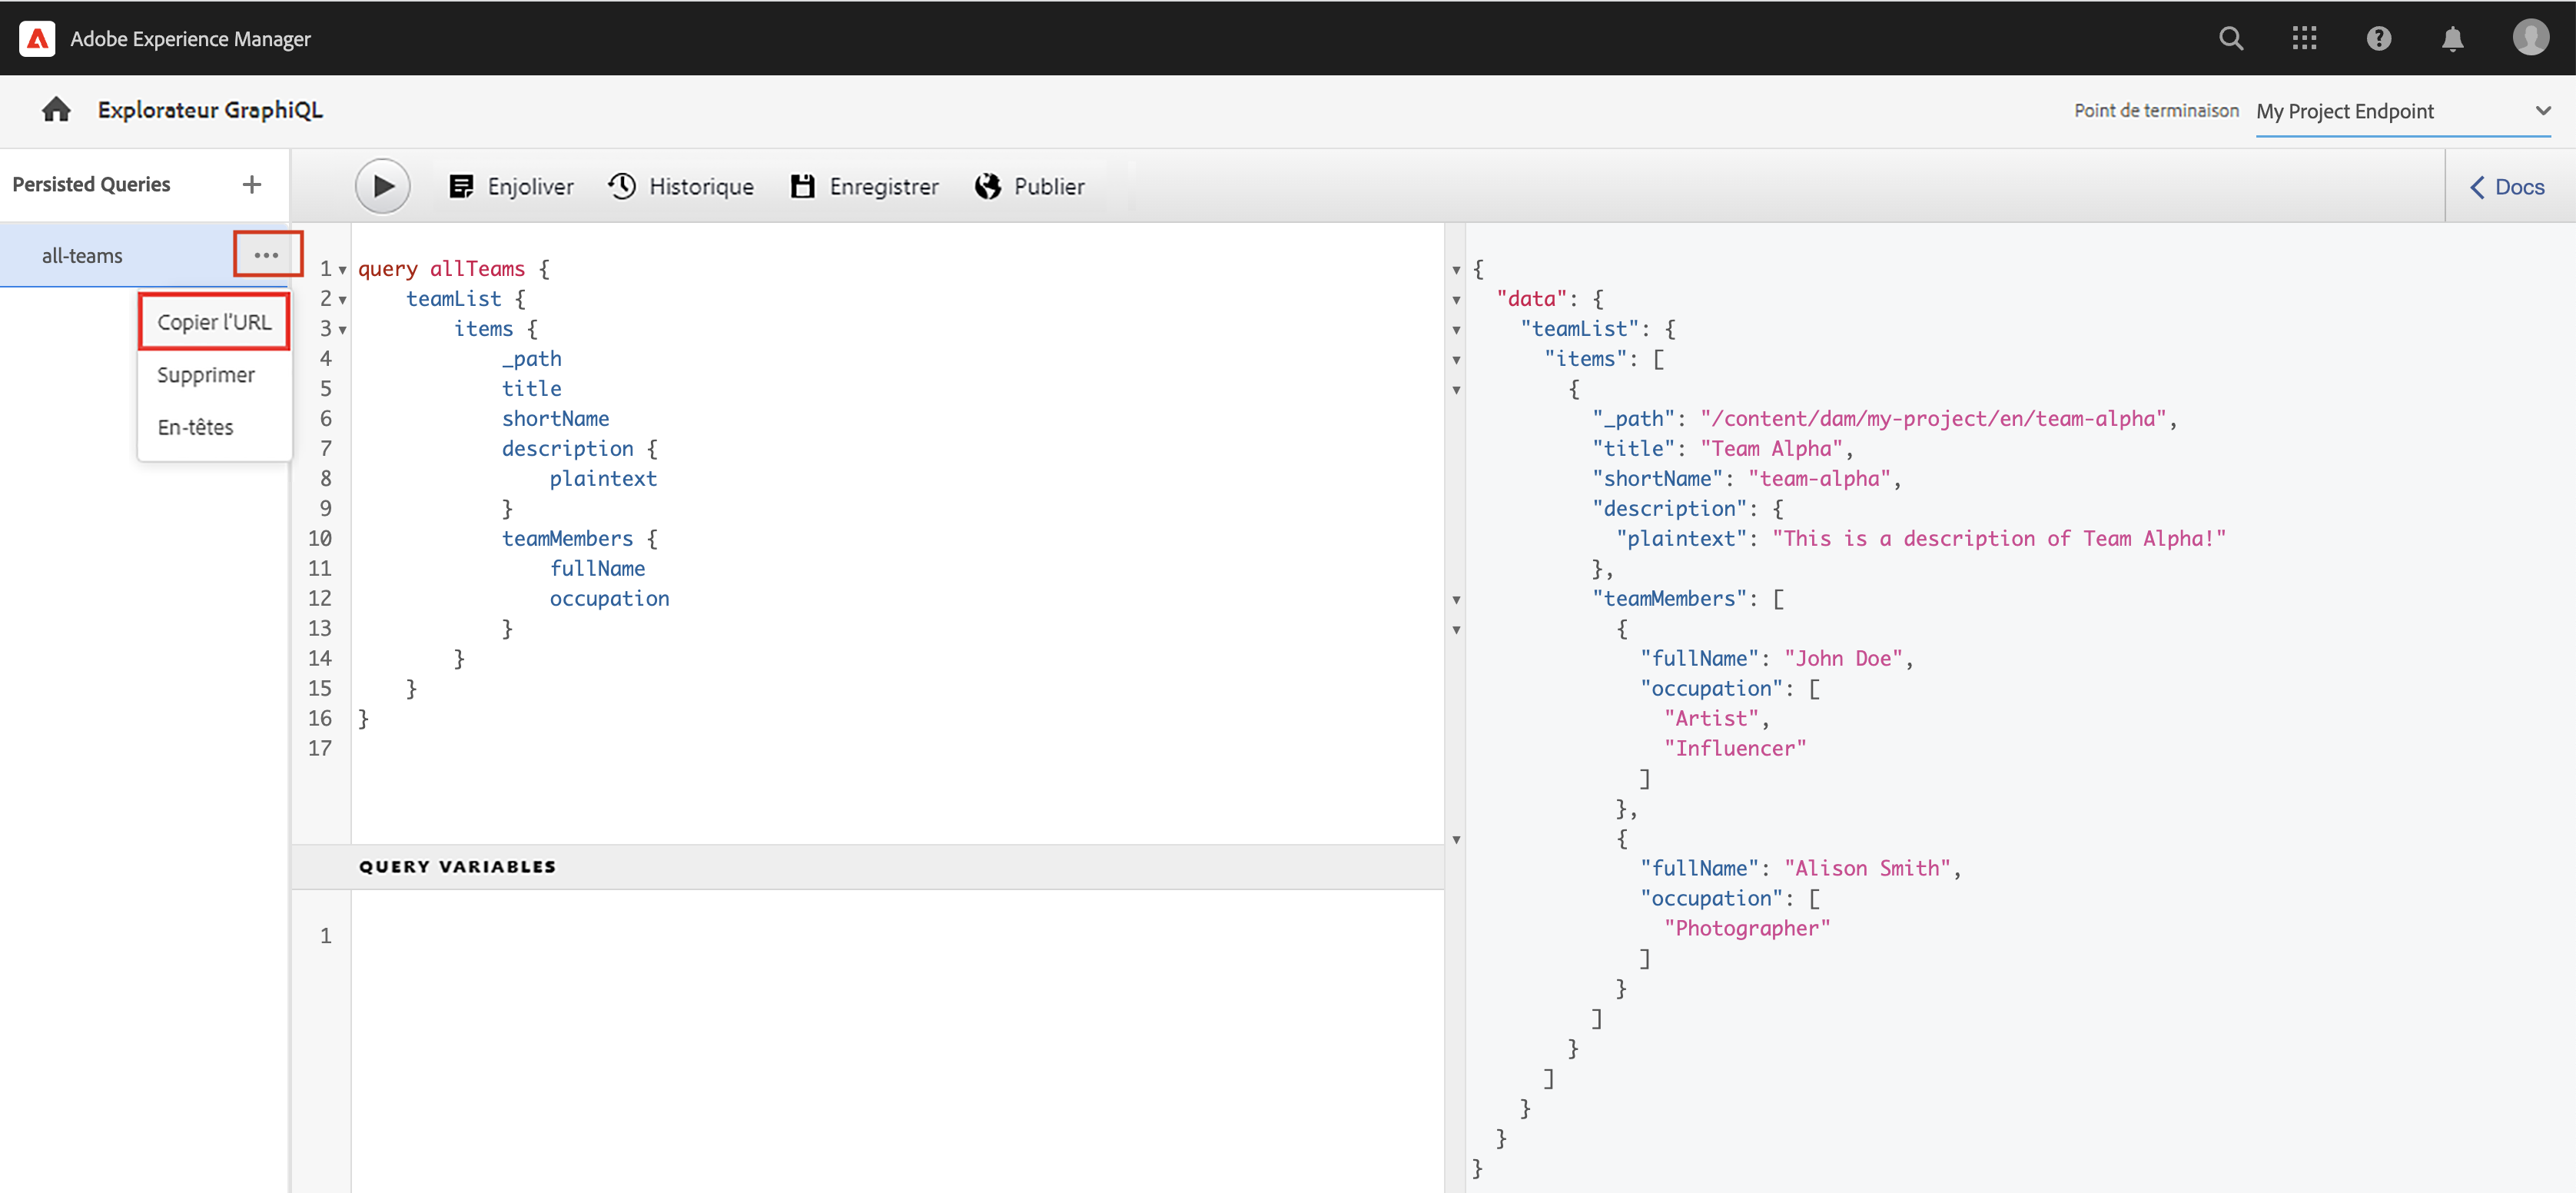 Adobe Experience Manager
Explorateur GraphiQL
Point de terminaison My Project Endpoint
Persisted Queries +
Enjoliver Historique Enregistrer Publier
Docs
all-teams ...
Copier l'URL
Supprimer
En-têtes
1 query allTeams {
2 teamList {
3 items {
4 _path
5 title
6 shortName
7 description {
8 plaintext
9 }
10 teamMembers {
11 fullName
12 occupation
13 }
14 }
15 }
16 }
17
QUERY VARIABLES
1
{
"data": {
"teamList": {
"items": [
{
"_path": "/content/dam/my-project/en/team-alpha",
"title": "Team Alpha",
"shortName": "team-alpha",
"description": {
"plaintext": "This is a description of Team Alpha!"
},
"teamMembers": [
{
"fullName": "John Doe",
"occupation": [
"Artist",
"Influencer"
]
},
{
"fullName": "Alison Smith",
"occupation": [
"Photographer"
]
}
]
}
]
}
}
}